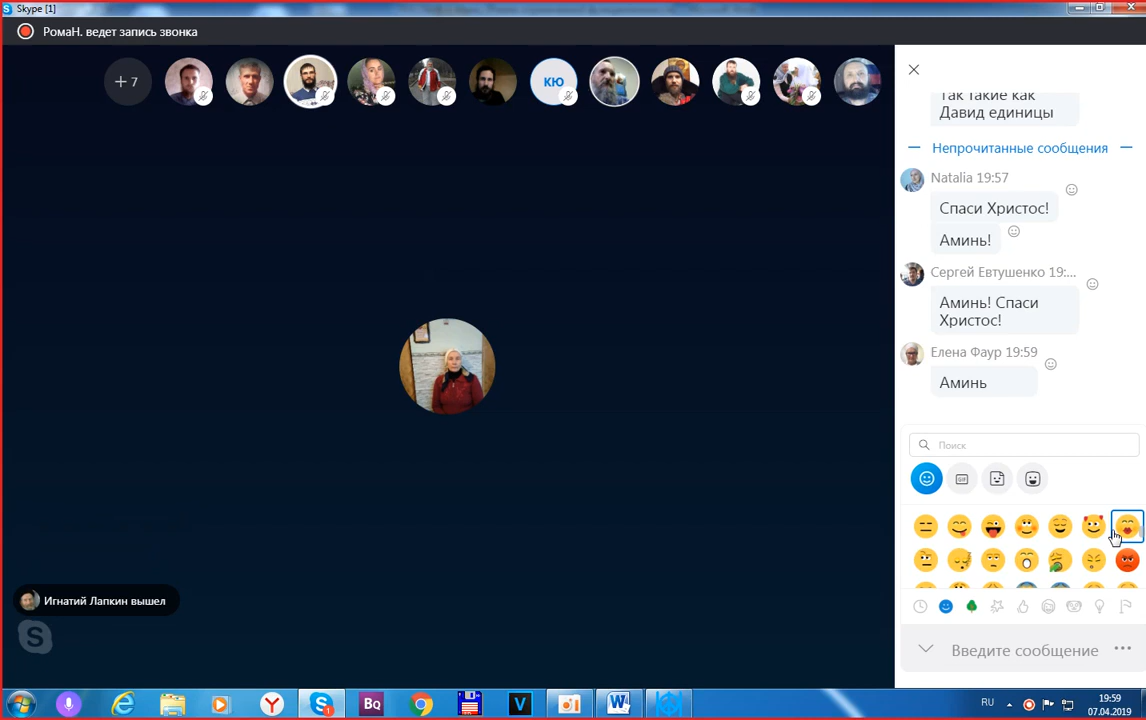 Skype [1]
РомаН. ведет запись звонка
+ 7
КЮ
так такие как
Давид единицы
Непрочитанные сообщения
Natalia 19:57
Спаси Христос!
Аминь!
Сергей Евтушенко 19:...
Аминь! Спаси
Христос!
Елена Фаур 19:59
Аминь
Поиск
GIF
Игнатий Лапкин вышел
Введите сообщение
RU
19:59
07.04.2019